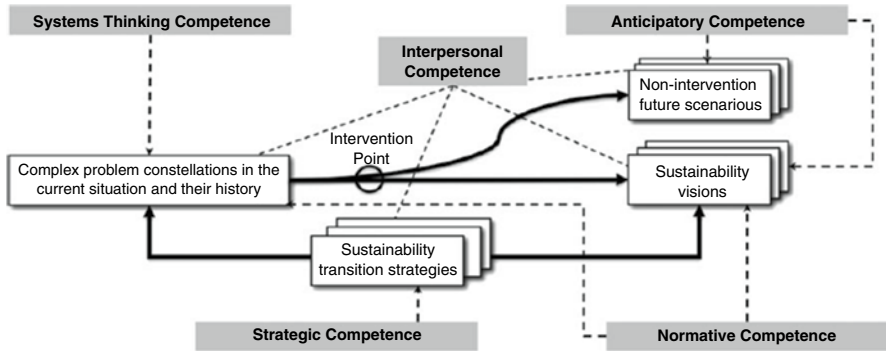 Systems Thinking Competence
Anticipatory Competence
Interpersonal
Competence
Non-intervention
future scenarious
Intervention
Point
Complex problem constellations in the
current situation and their history
Sustainability
visions
Sustainability
transition strategies
Strategic Competence
Normative Competence